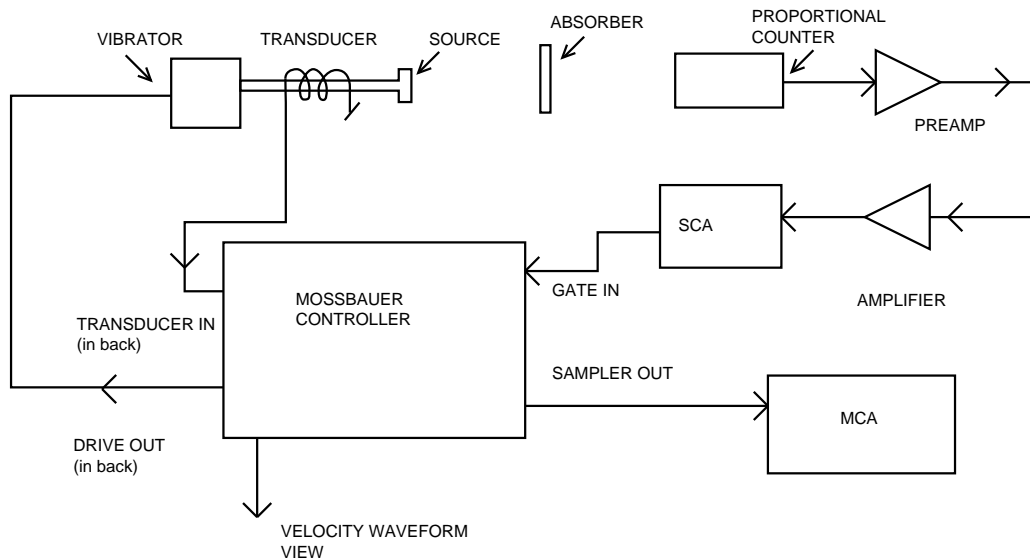 VIBRATOR
TRANSDUCER
SOURCE
ABSORBER
PROPORTIONAL
COUNTER
PREAMP
SCA
AMPLIFIER
GATE IN
MOSSBAUER
CONTROLLER
TRANSDUCER IN
(in back)
SAMPLER OUT
MCA
DRIVE OUT
(in back)
VELOCITY WAVEFORM
VIEW